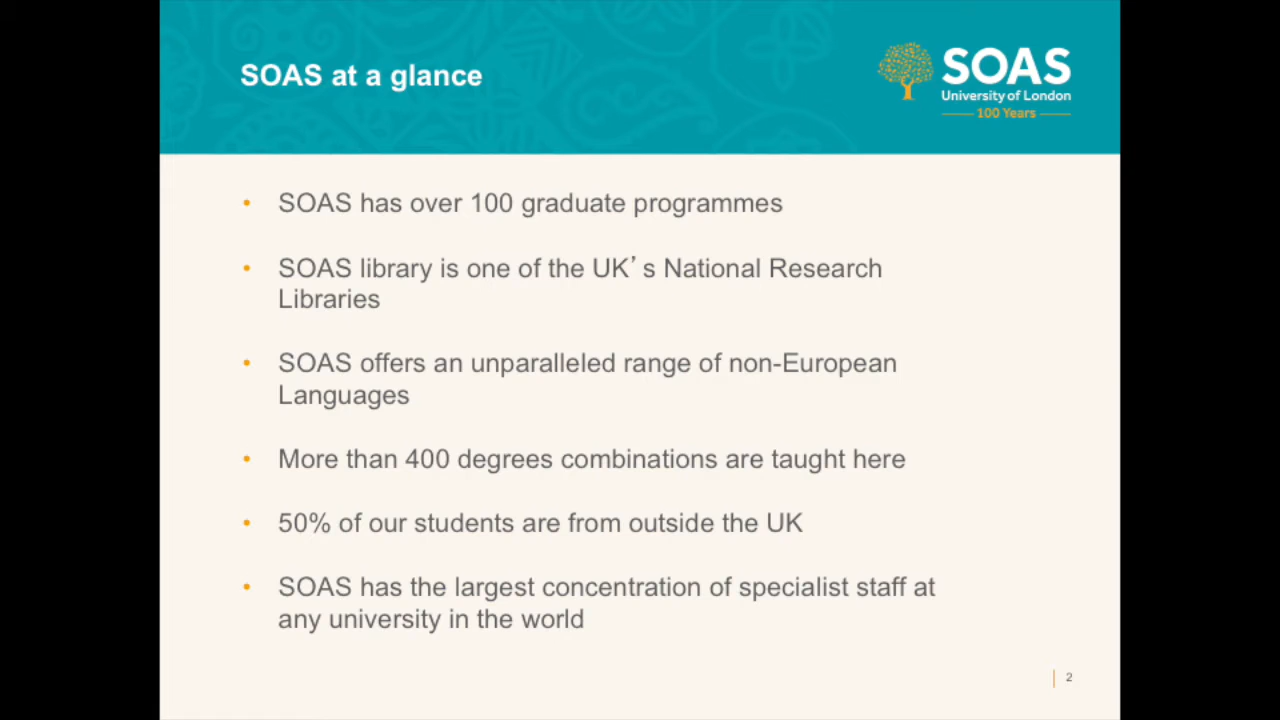 SOAS at a glance
SOAS
University of London
100 Years
• SOAS has over 100 graduate programmes
• SOAS library is one of the UK’s National Research
Libraries
• SOAS offers an unparalleled range of non-European
Languages
• More than 400 degrees combinations are taught here
• 50% of our students are from outside the UK
• SOAS has the largest concentration of specialist staff at
any university in the world
2